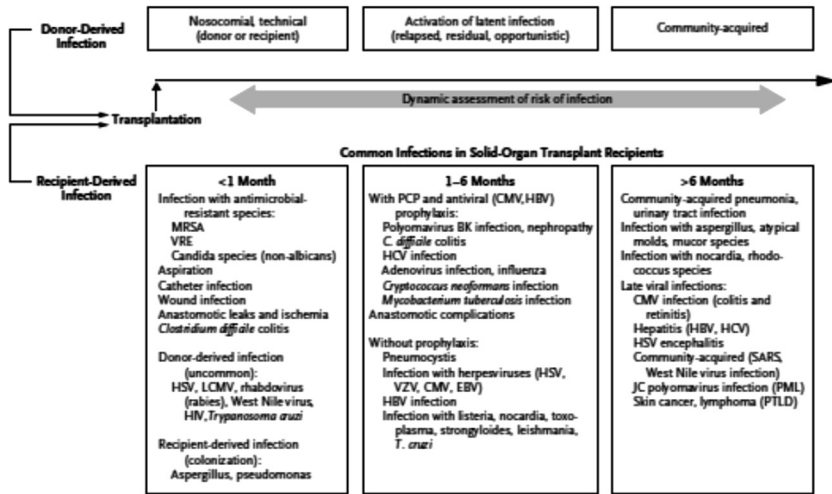 Donor-Derived
Infection
Nosocomial, technical
(donor or recipient)
Activation of latent infection
(relapsed, residual, opportunistic)
Community-acquired
Dynamic assessment of risk of infection
Transplantation
Common Infections in Solid-Organ Transplant Recipients
Recipient-Derived
Infection
<1 Month
Infection with antimicrobial-
resistant species:
MRSA
VRE
Candida species (non-albicans)
Aspiration
Catheter infection
Wound infection
Anastomotic leaks and ischemia
Clostridium difficile colitis
Donor-derived infection
(uncommon):
HSV, LCMV, rhabdovirus
(rabies), West Nile virus,
HIV, Trypanosoma cruzi
Recipient-derived infection
(colonization):
Aspergillus, pseudomonas
1–6 Months
With PCP and antiviral (CMV, HBV)
prophylaxis:
Polyomavirus BK infection, nephropathy
C. difficile colitis
HCV infection
Adenovirus infection, influenza
Cryptococcus neoformans infection
Mycobacterium tuberculosis infection
Anastomotic complications
Without prophylaxis:
Pneumocystis
Infection with herpesviruses (HSV,
VZV, CMV, EBV)
HBV infection
Infection with listeria, nocardia, toxo-
plasma, strongyloides, leishmania,
T. cruzi
>6 Months
Community-acquired pneumonia,
urinary tract infection
Infection with aspergillus, atypical
molds, mucor species
Infection with nocardia, rhodo-
coccus species
Late viral infections:
CMV infection (colitis and
retinitis)
Hepatitis (HBV, HCV)
HSV encephalitis
Community-acquired (SARS,
West Nile virus infection)
JC polyomavirus infection (PML)
Skin cancer, lymphoma (PTLD)